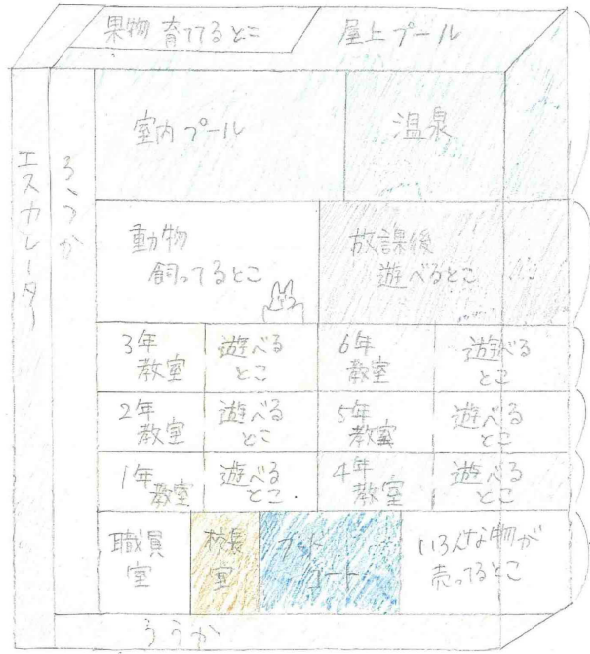 果物 育ててるとこ
屋上プール
エスカレーター
ろうか
室内プール
温泉
動物
飼ってるとこ
放課後
遊べるとこ
3年
教室
遊べる
とこ
6年
教室
遊べる
とこ
2年
教室
遊べる
とこ
5年
教室
遊べる
とこ
1年
教室
遊べる
とこ
4年
教室
遊べる
とこ
職員
室
校長
室
フード
コート
いろんな物が
売ってるとこ
ろうか